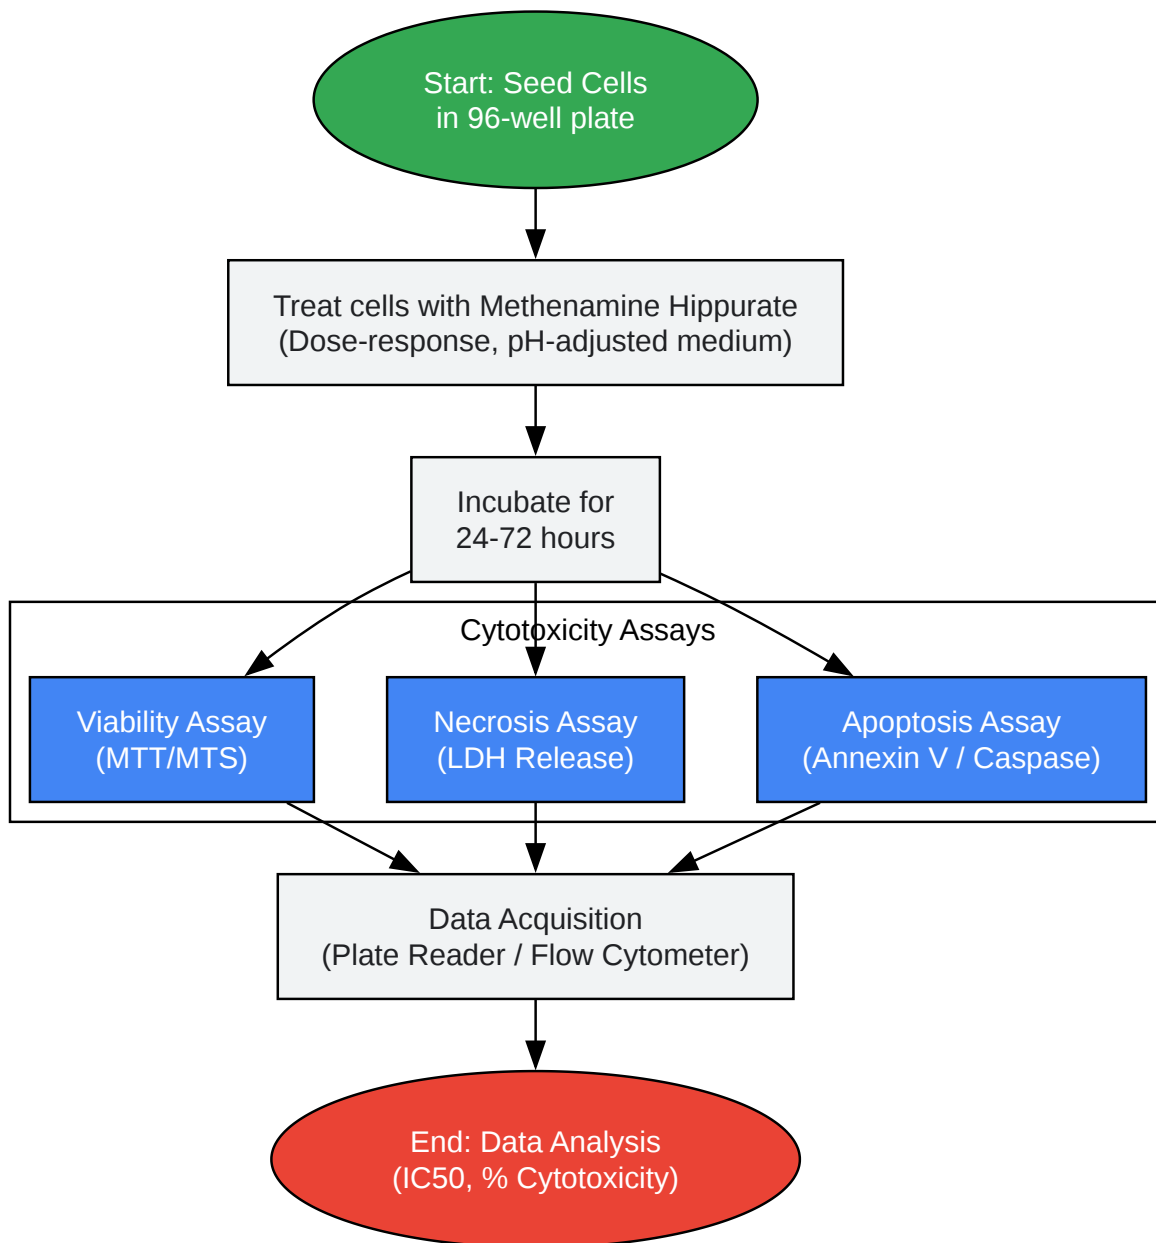 Start: Seed Cells
in 96-well plate
Treat cells with Methenamine Hippurate
(Dose-response, pH-adjusted medium)
Incubate for
24-72 hours
Cytotoxicity Assays
Viability Assay
(MTT/MTS)
Necrosis Assay
(LDH Release)
Apoptosis Assay
(Annexin V / Caspase)
Data Acquisition
(Plate Reader / Flow Cytometer)
End: Data Analysis
(IC50, % Cytotoxicity)